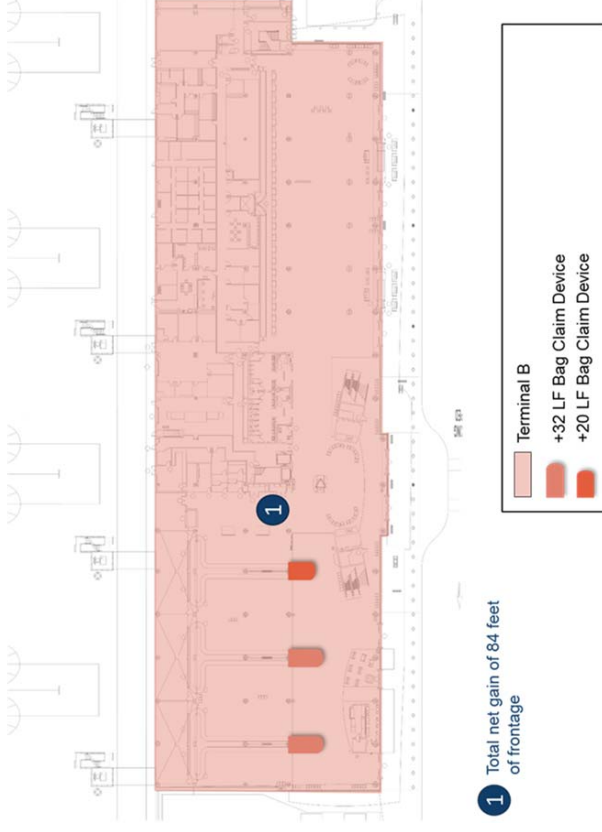 1
1 Total net gain of 84 feet
of frontage
Terminal B
+32 LF Bag Claim Device
+20 LF Bag Claim Device